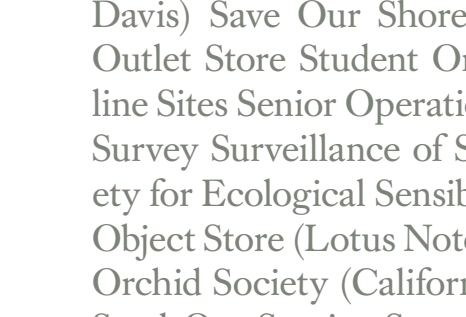 Davis) Save Our Shore
Outlet Store Student
line Sites Senior
Survey Surveillance of
ety for Ecological
Object Store (Lotus
Orchid Society